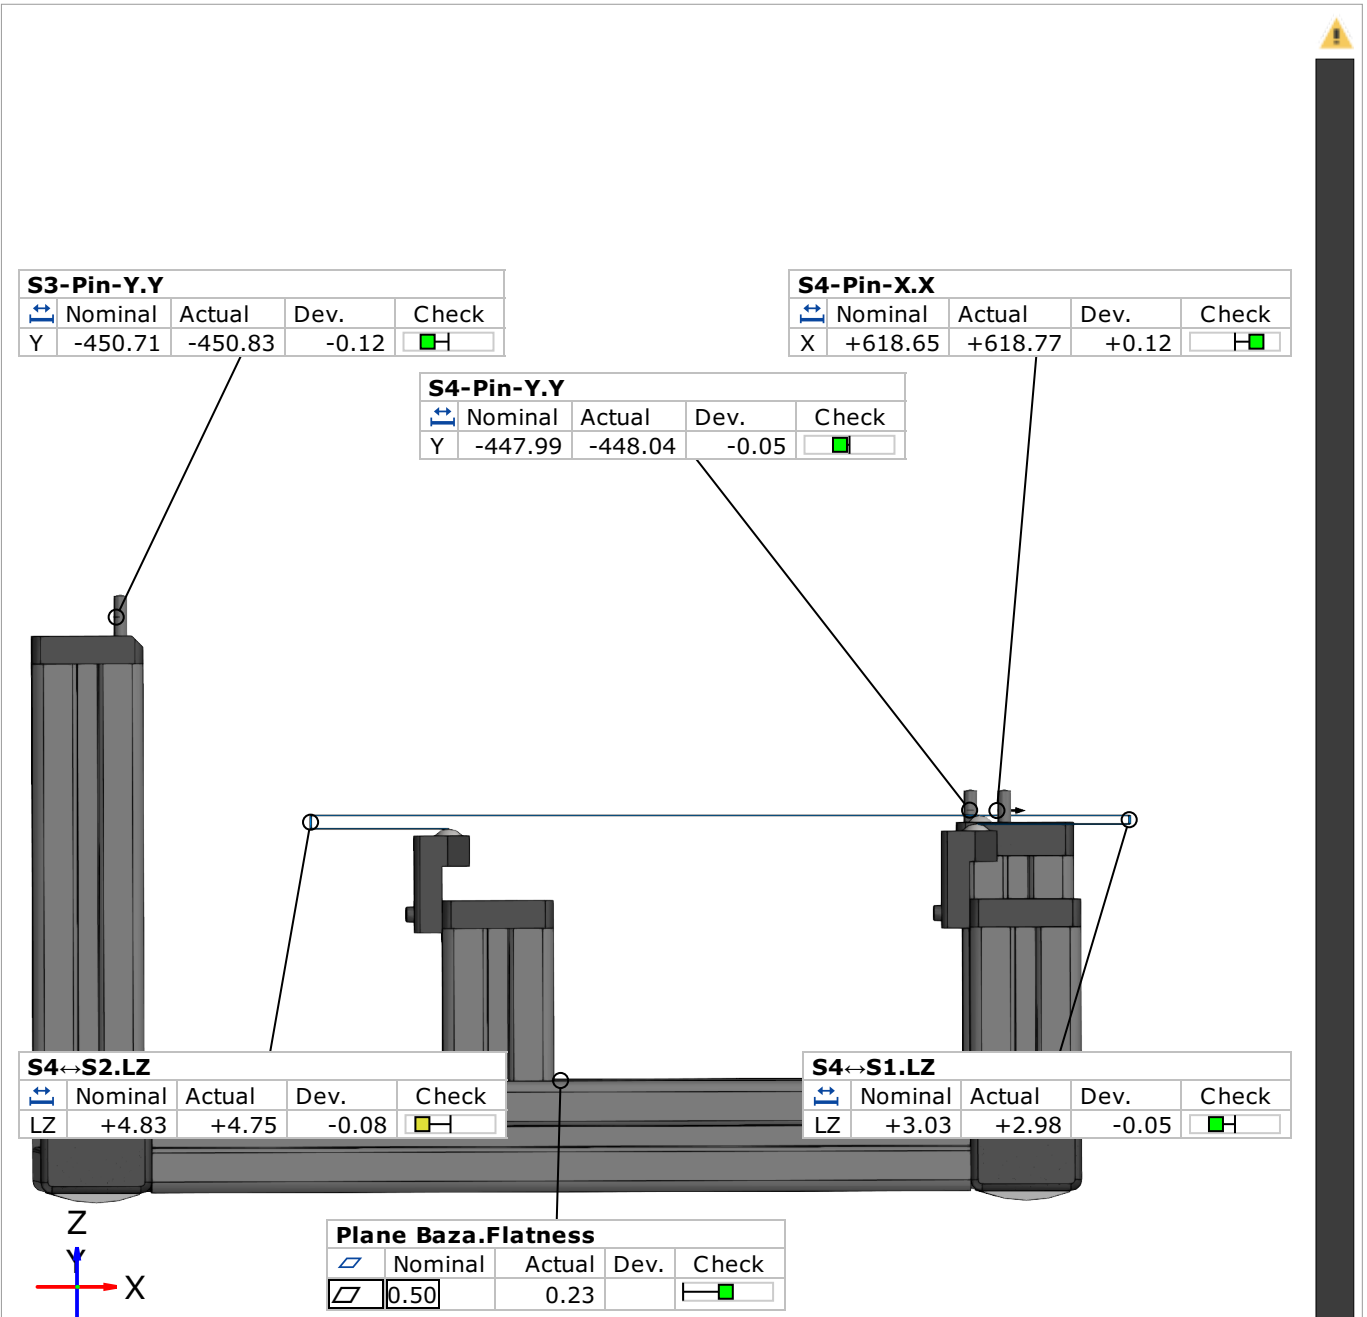 S3-Pin-Y.Y
Nominal Actual Dev. Check
Y -450.71 -450.83 -0.12
S4-Pin-X.X
Nominal Actual Dev. Check
X +618.65 +618.77 +0.12
S4-Pin-Y.Y
Nominal Actual Dev. Check
Y -447.99 -448.04 -0.05
S4↔S2.LZ
Nominal Actual Dev. Check
LZ +4.83 +4.75 -0.08
S4↔S1.LZ
Nominal Actual Dev. Check
LZ +3.03 +2.98 -0.05
Plane Baza.Flatness
Nominal Actual Dev. Check
0.50 0.23
Z
Y
X